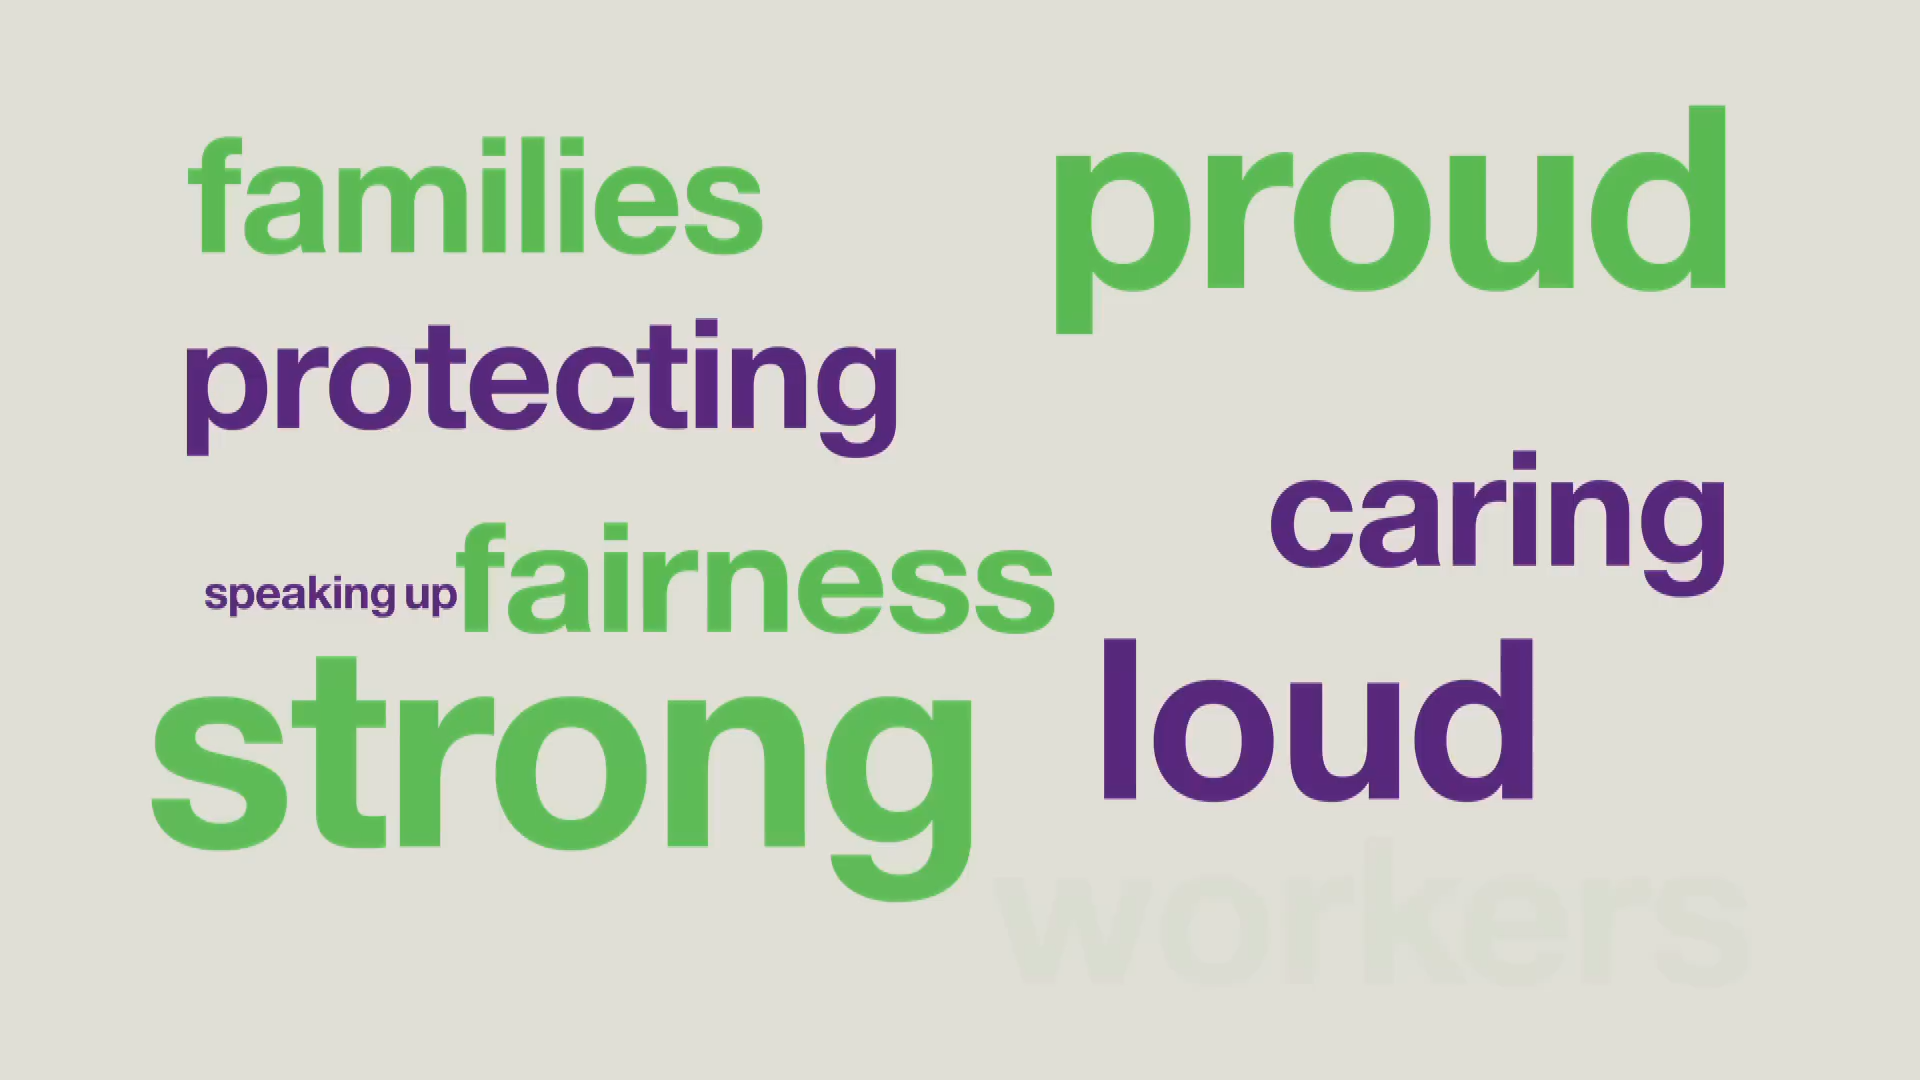 families
proud
protecting
caring
speaking up
fairness
strong
loud
workers